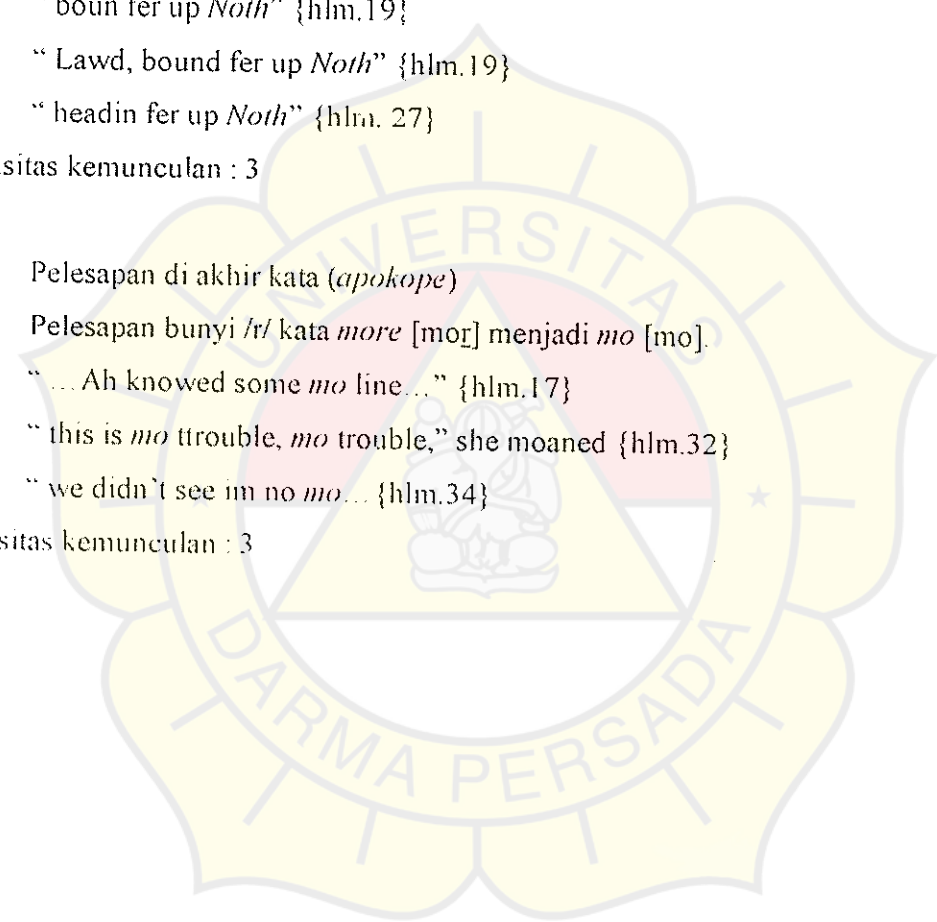 boun fer up Noth” {hlm.19}
“ Lawd, bound fer up Noth” {hlm.19}
“ headin fer up Noth” {hlm. 27}
sitas kemunculan : 3
Pelesapan di akhir kata (apokope)
Pelesapan bunyi /r/ kata more [mor] menjadi mo [mo].
“ ... Ah knowed some mo line...” {hlm.17}
“ this is mo ttrouble, mo trouble,” she moaned {hlm.32}
“ we didn`t see im no mo... {hlm.34}
sitas kemunculan : 3
UNIVERSITAS
DARMA PERSADA